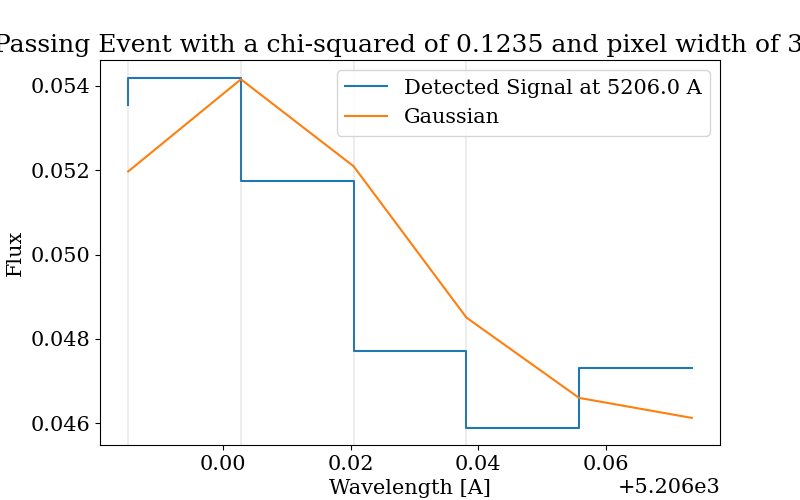 Passing Event with a chi-squared of 0.1235 and pixel width of 3
Detected Signal at 5206.0 A
Gaussian
Flux
0.054
0.052
0.050
0.048
0.046
0.00 0.02 0.04 0.06
+5.206e3
Wavelength [A]